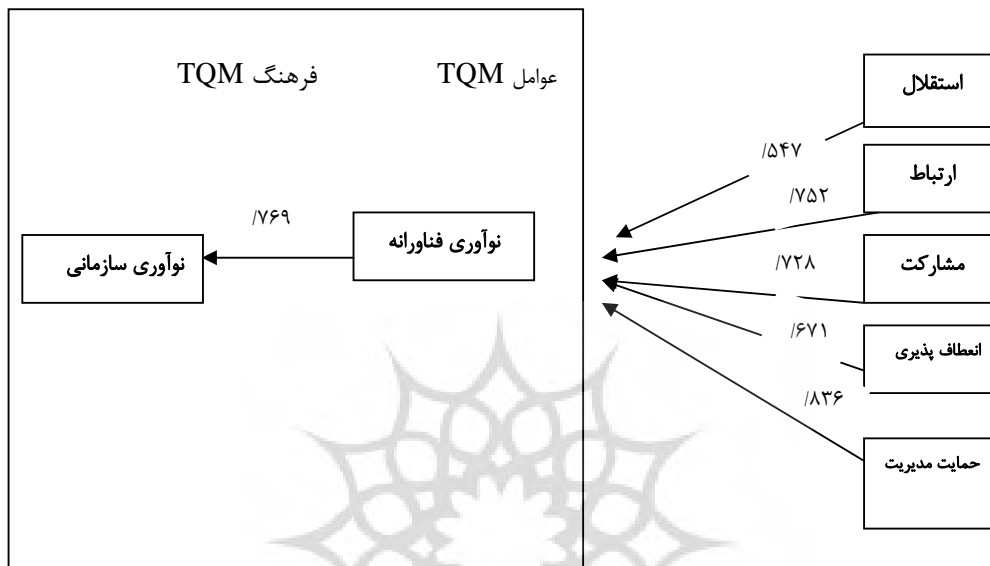 عوامل TQM
فرهنگ TQM
استقلال
/۵۴۷
ارتباط
/۷۵۲
مشارکت
/۷۲۸
انعطاف پذیری
/۶۷۱
حمایت مدیریت
/۸۳۶
نوآوری فناورانه
/۷۶۹
نوآوری سازمانی